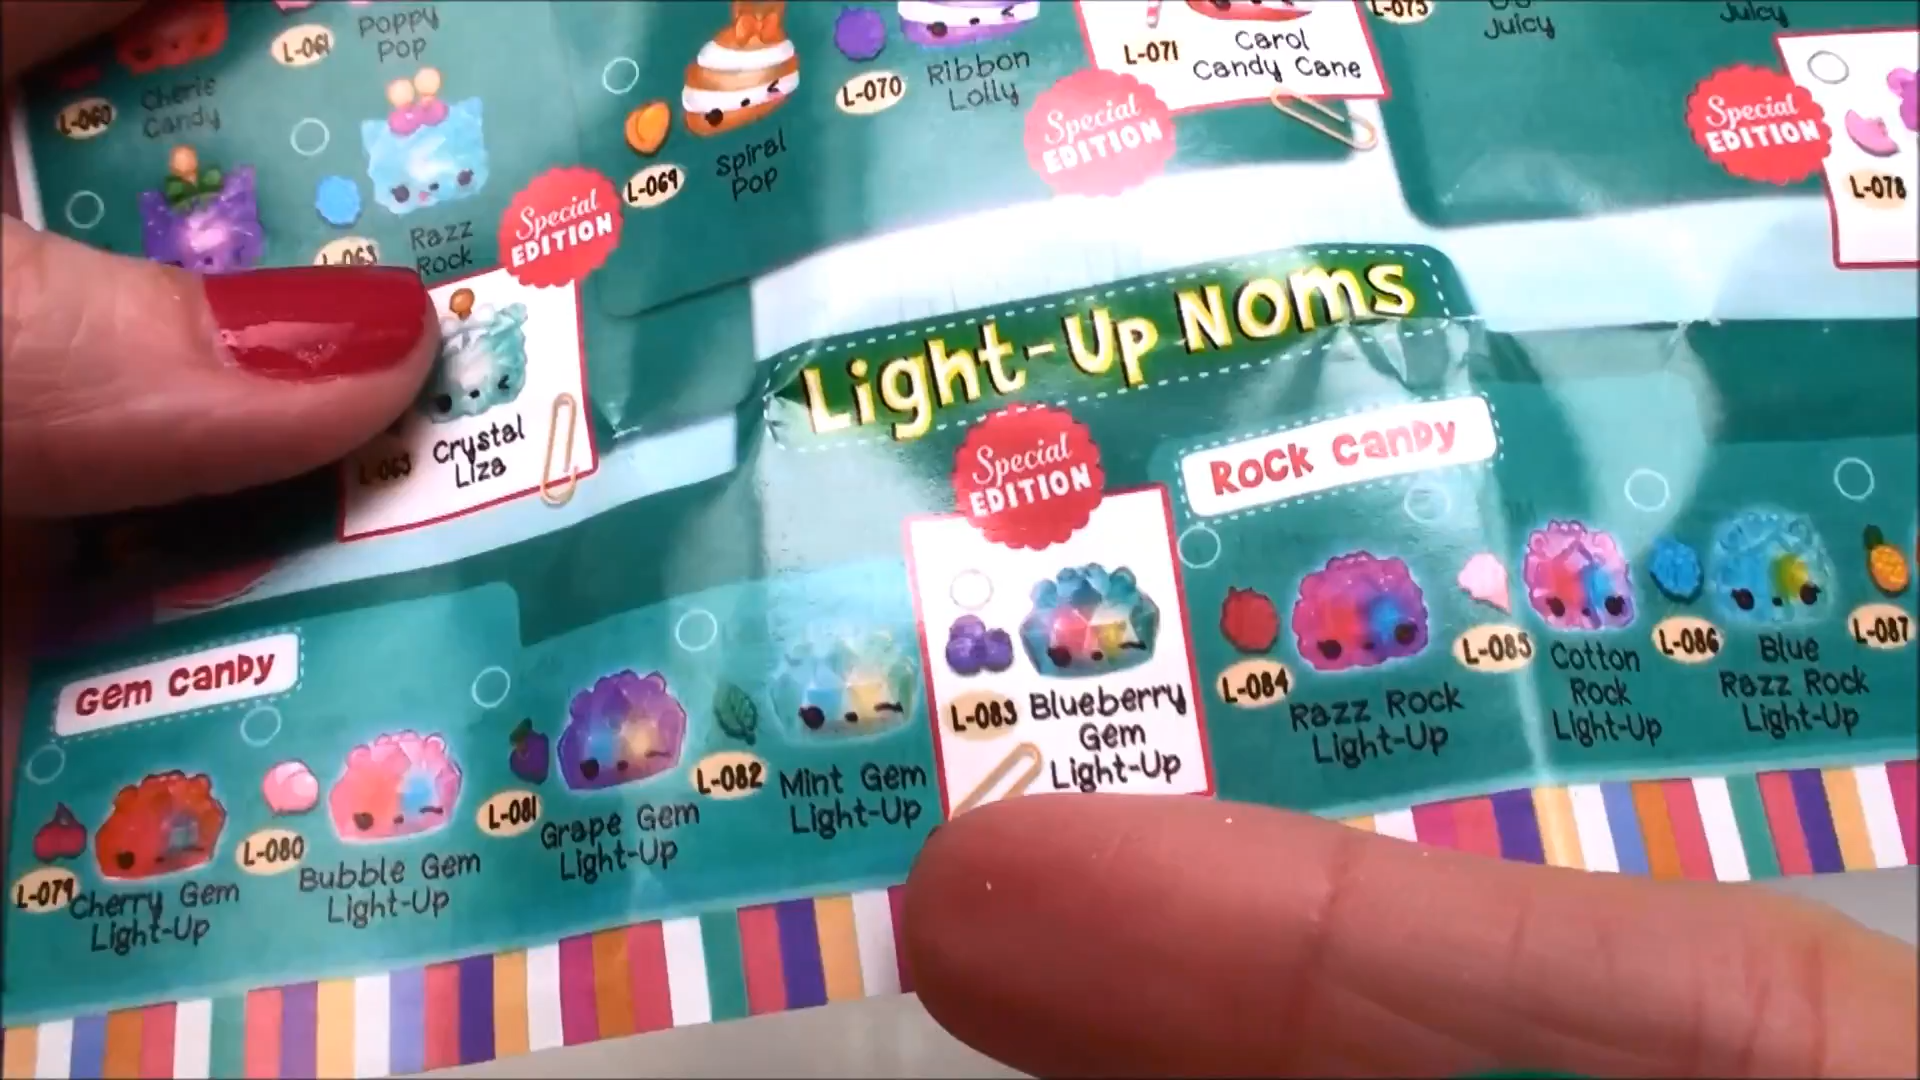 L-061
Poppy
Pop
L-060
Cherie
Candy
L-063
Razz
Rock
Special
EDITION
Crystal
Liza
L-069
Spiral
Pop
L-070
Ribbon
Lolly
L-071
Carol
Candy Cane
Special
EDITION
L-075
Juicy
Juicy
Special
EDITION
L-078
Light-Up Noms
Gem Candy
L-079
Cherry Gem
Light-Up
L-080
Bubble Gem
Light-Up
L-081
Grape Gem
Light-Up
L-082
Mint Gem
Light-Up
Special
EDITION
L-083
Blueberry
Gem
Light-Up
Rock Candy
L-084
Razz Rock
Light-Up
L-085
Cotton
Rock
Light-Up
L-086
Blue
Razz Rock
Light-Up
L-087